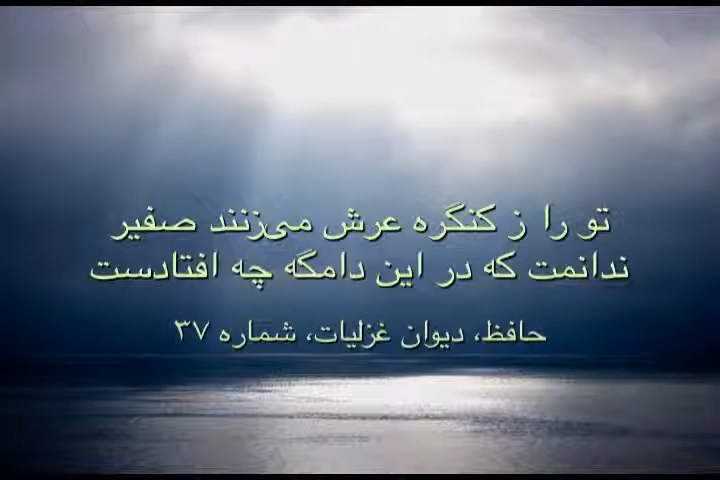 تو را ز کنگره عرش می‌زنند صفیر
ندانمت که در این دامگه چه افتادست
حافظ، دیوان غزلیات، شماره ۳۷